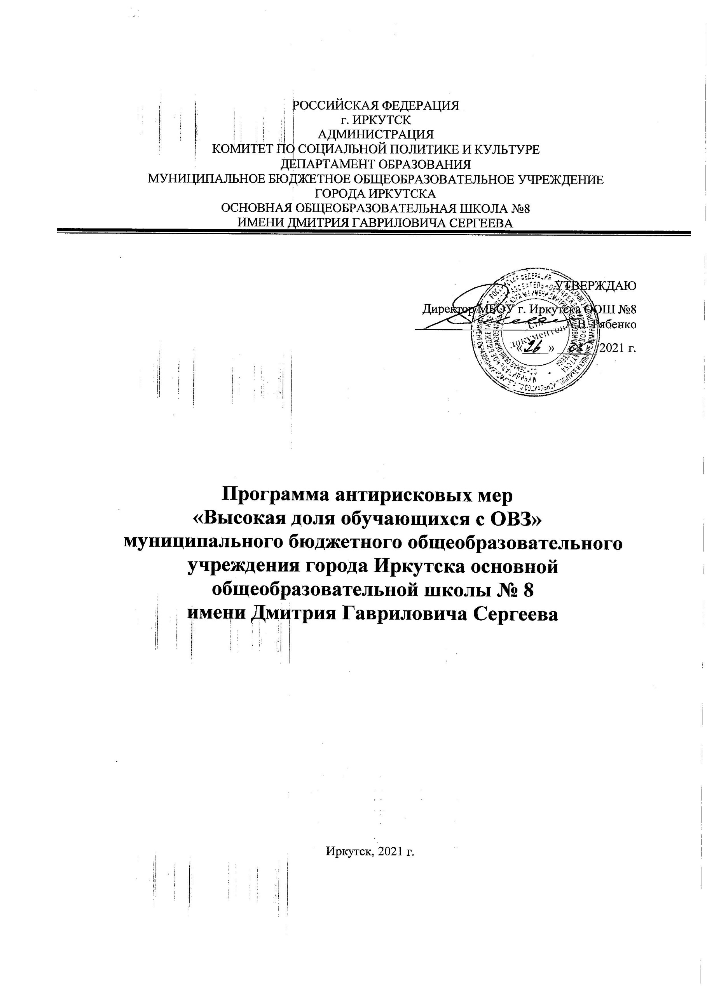 РОССИЙСКАЯ ФЕДЕРАЦИЯ
г. ИРКУТСК
АДМИНИСТРАЦИЯ
КОМИТЕТ ПО СОЦИАЛЬНОЙ ПОЛИТИКЕ И КУЛЬТУРЕ
ДЕПАРТАМЕНТ ОБРАЗОВАНИЯ
МУНИЦИПАЛЬНОЕ БЮДЖЕТНОЕ ОБЩЕОБРАЗОВАТЕЛЬНОЕ УЧРЕЖДЕНИЕ
ГОРОДА ИРКУТСКА
ОСНОВНАЯ ОБЩЕОБРАЗОВАТЕЛЬНАЯ ШКОЛА №8
ИМЕНИ ДМИТРИЯ ГАВРИЛОВИЧА СЕРГЕЕВА
УТВЕРЖДАЮ
Директор МБОУ г. Иркутска ООШ №8
А.В. Рябенко
«26» 05 2021 г.
Для документов
Программа антирисковых мер
«Высокая доля обучающихся с ОВЗ»
муниципального бюджетного общеобразовательного
учреждения города Иркутска основной
общеобразовательной школы № 8
имени Дмитрия Гавриловича Сергеева
Иркутск, 2021 г.